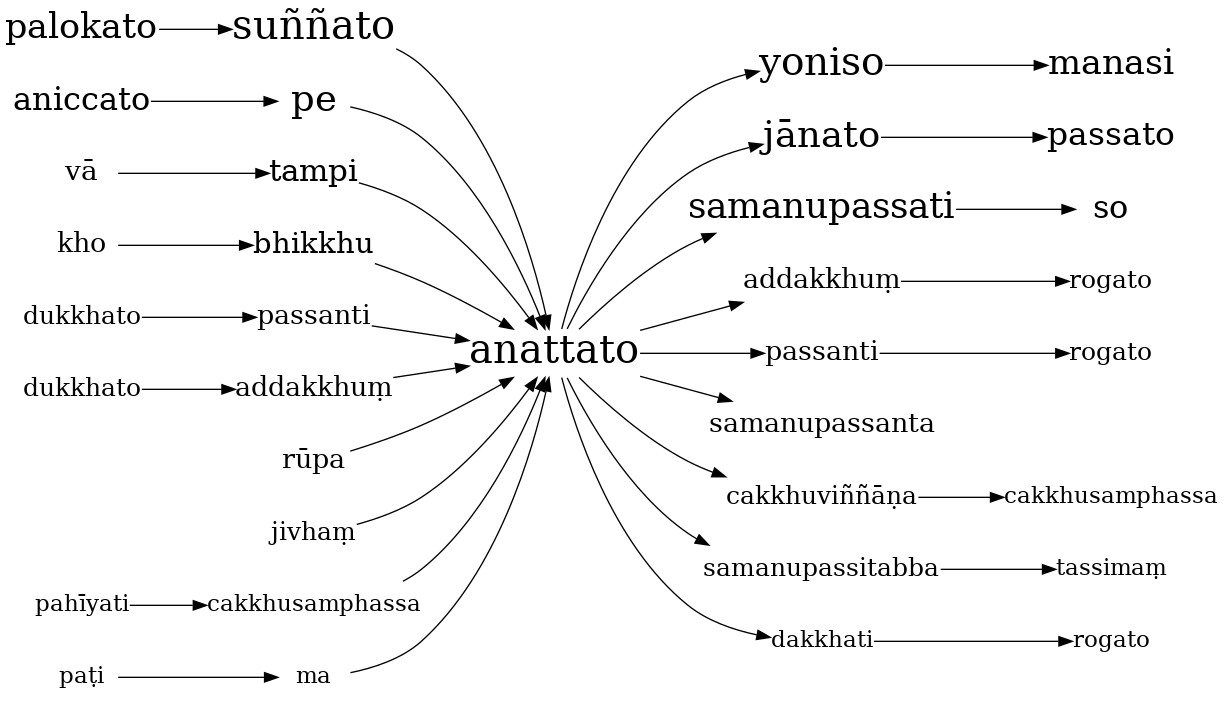 palokato suññato
yoniso manasi
aniccato pe
jānato passato
vā tampi
samanupassati so
kho bhikkhu
addakkhuṃ rogato
dukkhato passanti
anattato
passanti rogato
dukkhato addakkhuṃ
samanupassanta
rūpa
cakkhuviññāṇa cakkhusamphassa
jivhaṃ
samanupassitabba tassimaṃ
pahīyati cakkhusamphassa
dakkhati rogato
paṭi ma